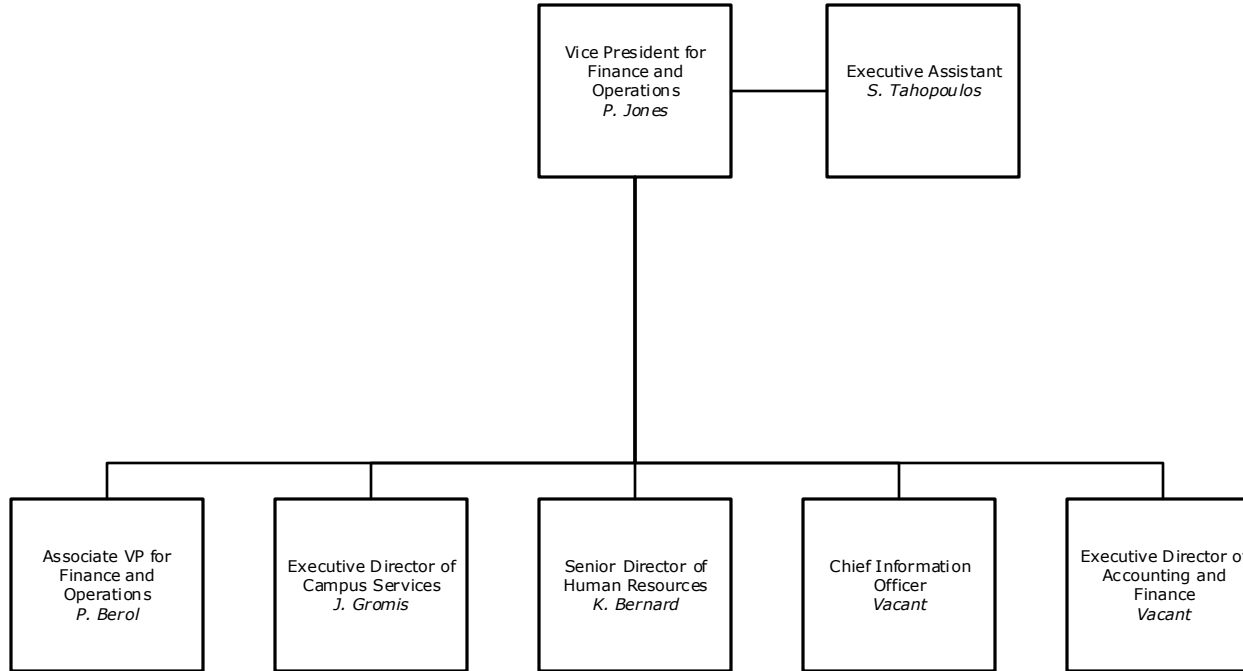 Vice President for
Finance and
Operations
P. Jones
Executive Assistant
S. Tahopoulos
Associate VP for
Finance and
Operations
P. Berol
Executive Director of
Campus Services
J. Gromis
Senior Director of
Human Resources
K. Bernard
Chief Information
Officer
Vacant
Executive Director of
Accounting and
Finance
Vacant